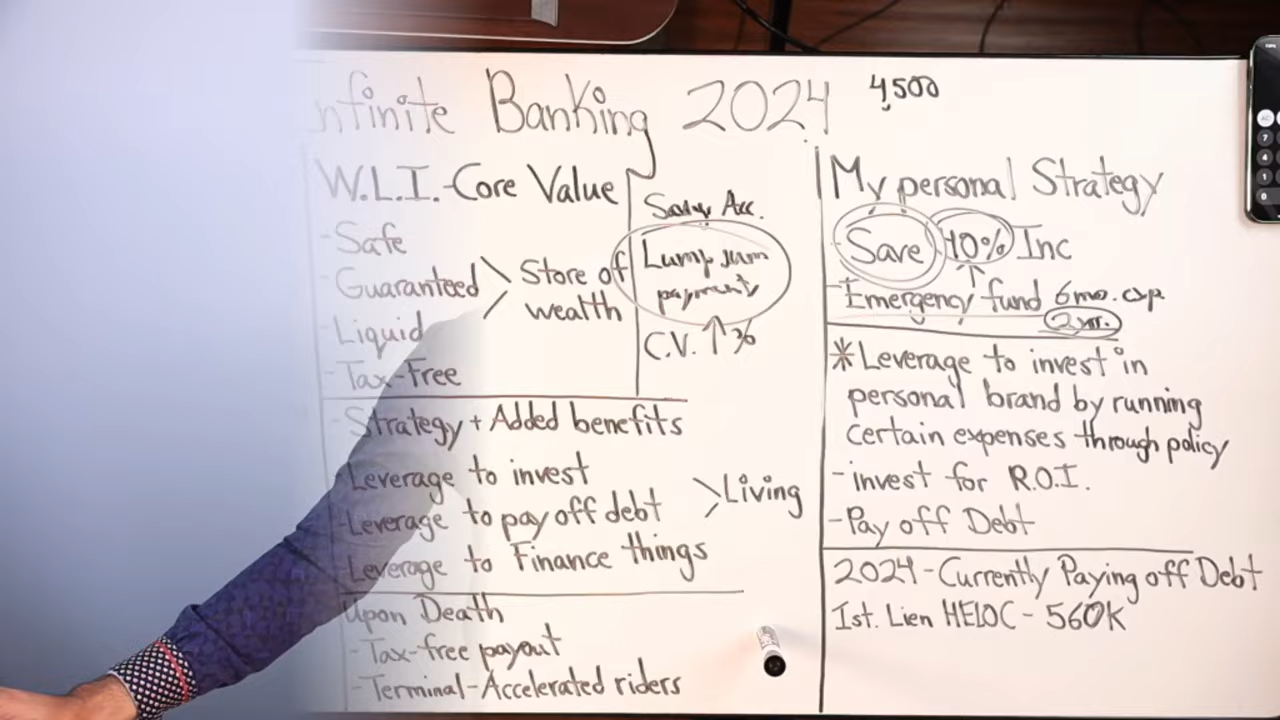 nfinite Banking 2024
4,500
W.L.I.-Core Value
- Safe
- Guaranteed
- Liquid
- Tax-Free
> Store of
wealth
Acc.
Lump sum
payments
C.V. ↑ %
- Strategy + Added benefits
- Leverage to invest
- Leverage to pay off debt
Leverage to Finance things
> Living
Upon Death
- Tax-free payout
- Terminal-Accelerated riders
My personal Strategy
Save 10% Inc
- Emergency fund 6mo. exp
2 yr.
* Leverage to invest in
personal brand by running
certain expenses through policy
- invest for R.O.I.
- Pay off Debt
2024 - Currently Paying off Debt
1st. Lien HELOC - 560K